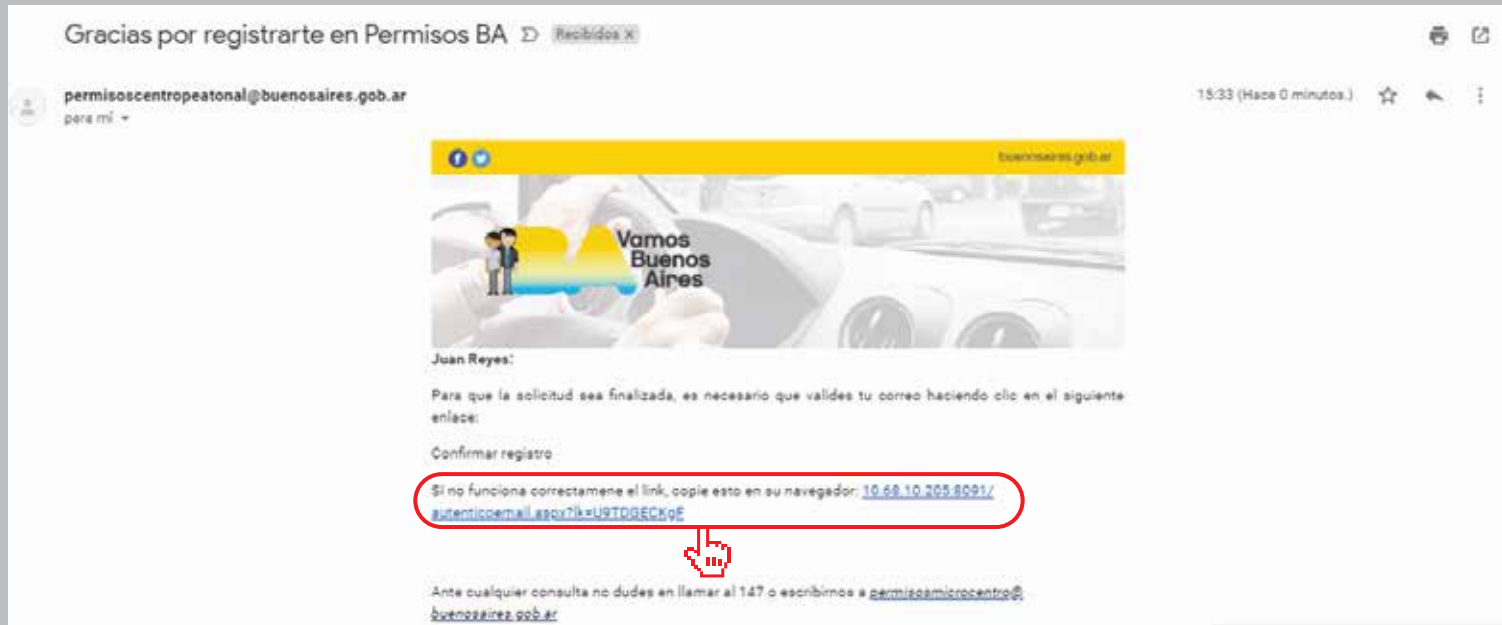 Gracias por registrarte en Permisos BA Recibidos x
permisoscentropeatonal@buenosaires.gob.ar
15:33 (Hace 0 minutos.)
para mí
buenosaires.gob.ar
BA
Vamos
Buenos
Aires
Juan Reyes:
Para que la solicitud sea finalizada, es necesario que valides tu correo haciendo clic en el siguiente
enlace:
Confirmar registro
Si no funciona correctamene el link, copie esto en su navegador: 10.68.10.205:8091/
autenticoemail.aspx?lk=U9TDGECKgF
Ante cualquier consulta no dudes en llamar al 147 o escribirnos a permisosmicrocentro@
buenosaires.gob.ar